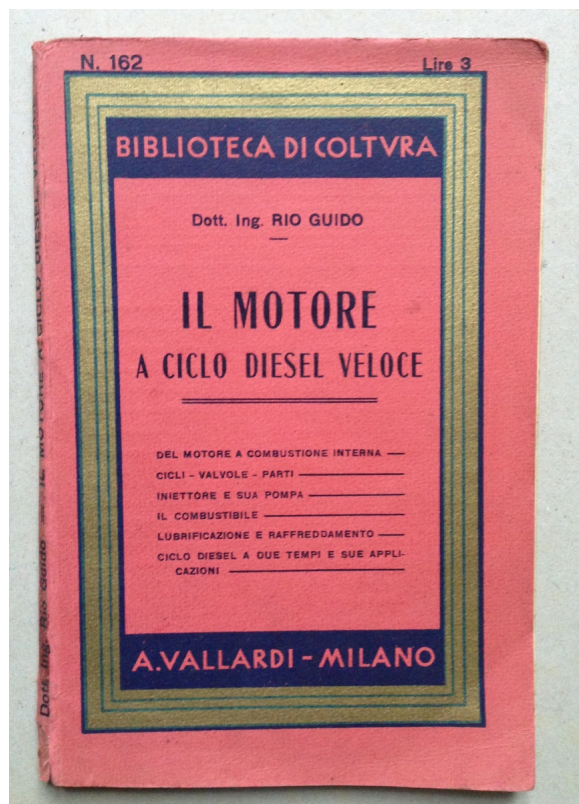 N. 162
Lire 3
BIBLIOTECA DI COLTVRA
Dott. Ing. RIO GUIDO
IL MOTORE
A CICLO DIESEL VELOCE
DEL MOTORE A COMBUSTIONE INTERNA
CICLI - VALVOLE - PARTI
INIETTORE E SUA POMPA
IL COMBUSTIBILE
LUBRIFICAZIONE E RAFFREDDAMENTO
CICLO DIESEL A DUE TEMPI E SUE APPLI-
CAZIONI
A. VALLARDI - MILANO
Dott. Ing. Rio Guido — IL MOTORE A CICLO DIESEL VELOCE